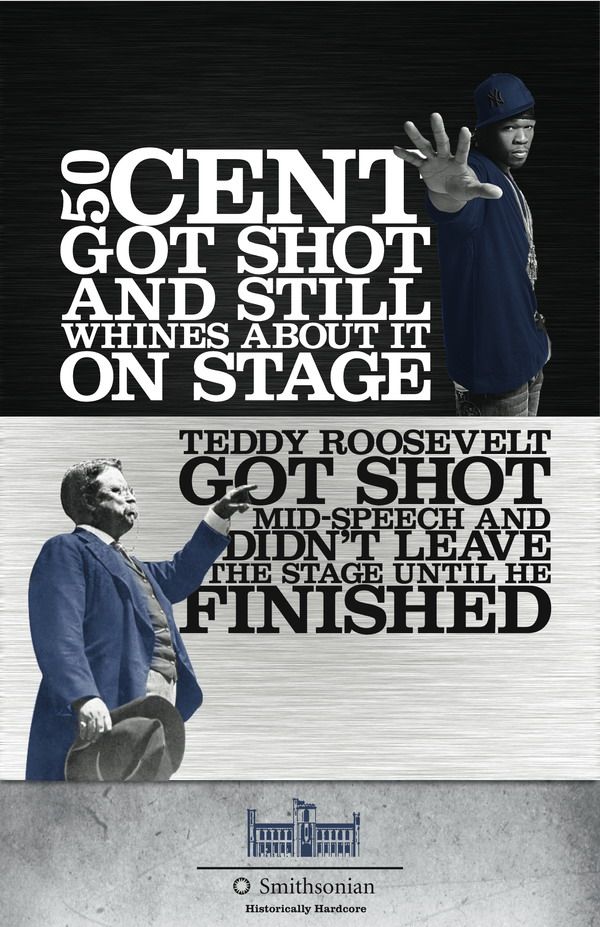 50 CENT
GOT SHOT
AND STILL
WHINES ABOUT IT
ON STAGE
TEDDY ROOSEVELT
GOT SHOT
MID-SPEECH AND
DIDN'T LEAVE
THE STAGE UNTIL HE
FINISHED
Smithsonian
Historically Hardcore